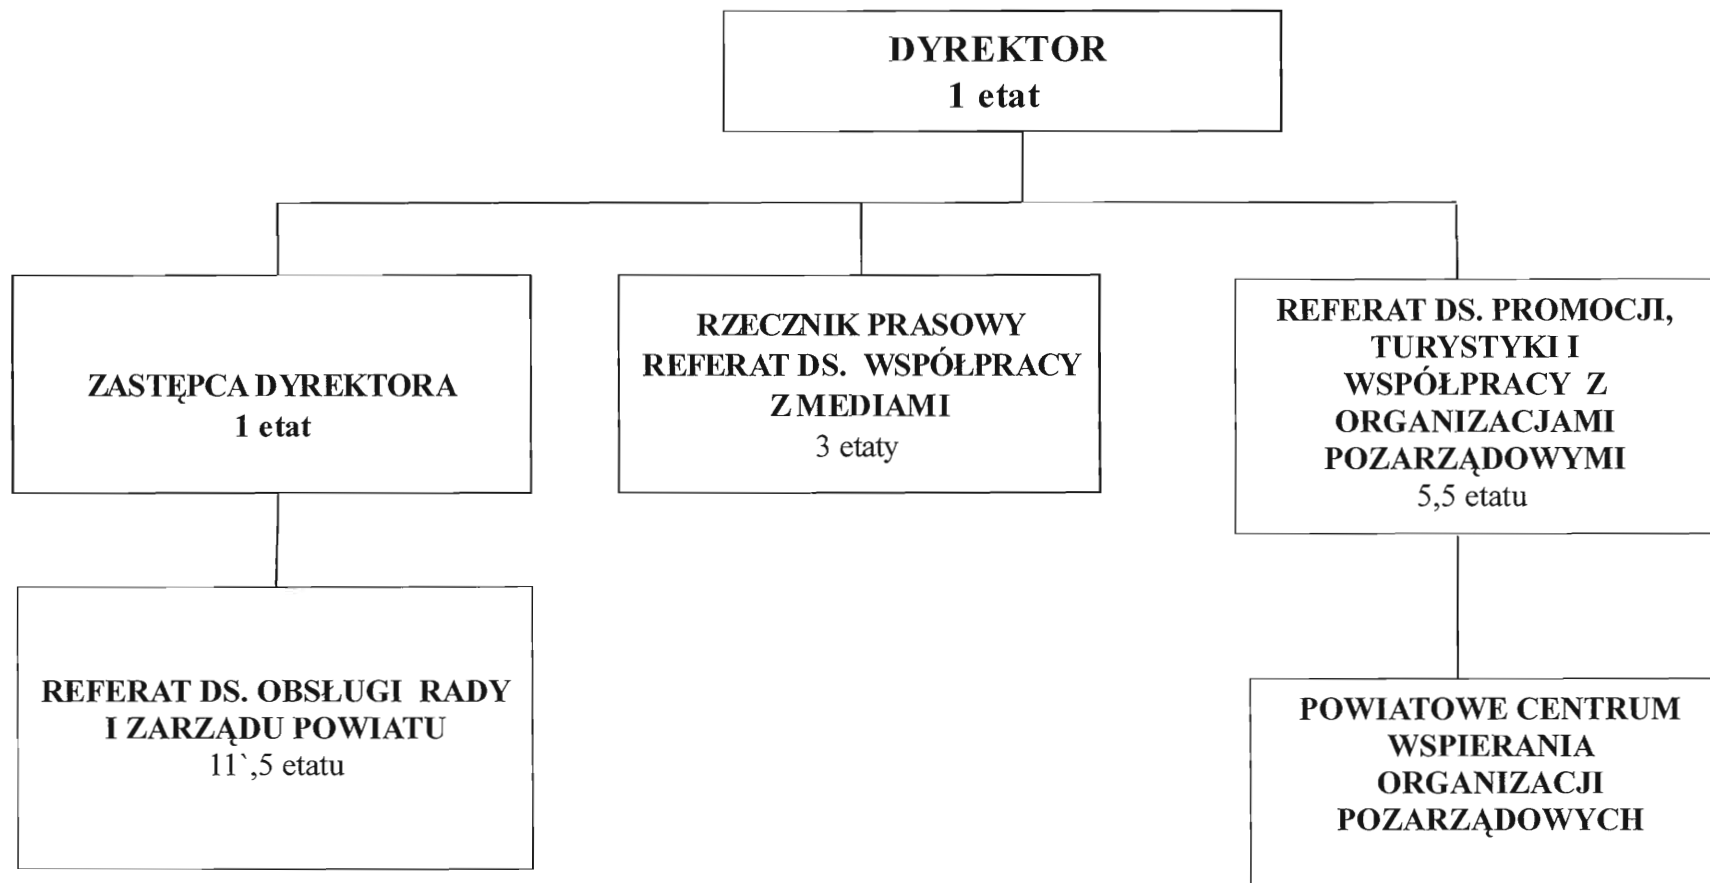 DYREKTOR
1 etat
ZASTĘPCA DYREKTORA
1 etat
RZECZNIK PRASOWY
REFERAT DS. WSPÓŁPRACY
Z MEDIAMI
3 etaty
REFERAT DS. PROMOCJI,
TURYSTYKI I
WSPÓŁPRACY Z
ORGANIZACJAMI
POZARZĄDOWYMI
5,5 etatu
REFERAT DS. OBSŁUGI RADY
I ZARZĄDU POWIATU
11`,5 etatu
POWIATOWE CENTRUM
WSPIERANIA
ORGANIZACJI
POZARZĄDOWYCH